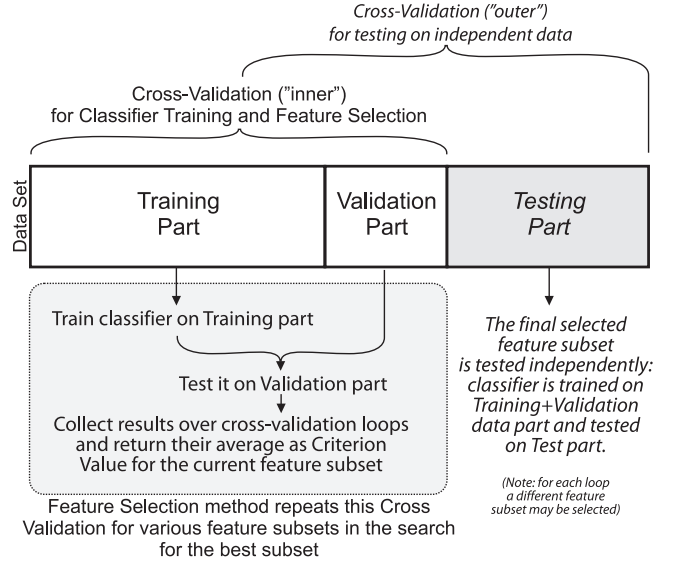 Cross-Validation ("outer")
for testing on independent data
Cross-Validation ("inner")
for Classifier Training and Feature Selection
Data Set
Training
Part
Validation
Part
Testing
Part
Train classifier on Training part
Test it on Validation part
Collect results over cross-validation loops
and return their average as Criterion
Value for the current feature subset
Feature Selection method repeats this Cross
Validation for various feature subsets in the search
for the best subset
The final selected
feature subset
is tested independently:
classifier is trained on
Training+Validation
data part and tested
on Test part.
(Note: for each loop
a different feature
subset may be selected)